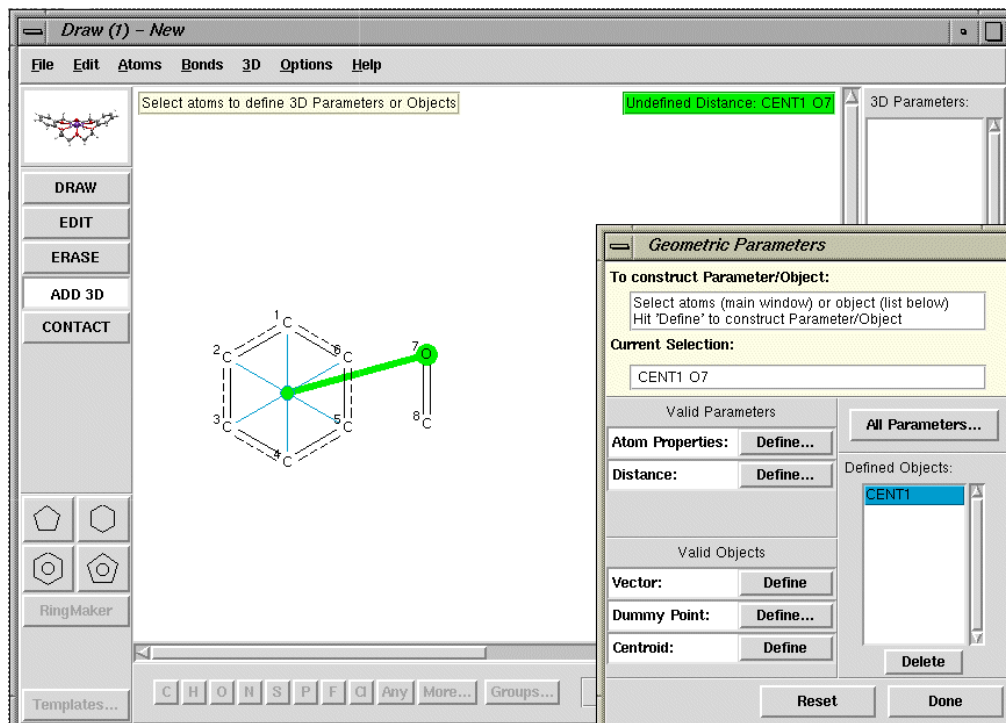 Draw (1) – New
File Edit Atoms Bonds 3D Options Help
Select atoms to define 3D Parameters or Objects
Undefined Distance: CENT1 O7
3D Parameters:
DRAW
EDIT
ERASE
ADD 3D
CONTACT
1 C
2 C
6 C
7 O
3 C
5 C
8 C
4 C
RingMaker
Templates...
C H O N S P F Cl Any More... Groups...
Geometric Parameters
To construct Parameter/Object:
Select atoms (main window) or object (list below)
Hit 'Define' to construct Parameter/Object
Current Selection:
CENT1 O7
Valid Parameters
All Parameters...
Atom Properties: Define...
Distance: Define...
Defined Objects:
CENT1
Valid Objects
Vector: Define
Dummy Point: Define...
Centroid: Define
Delete
Reset Done